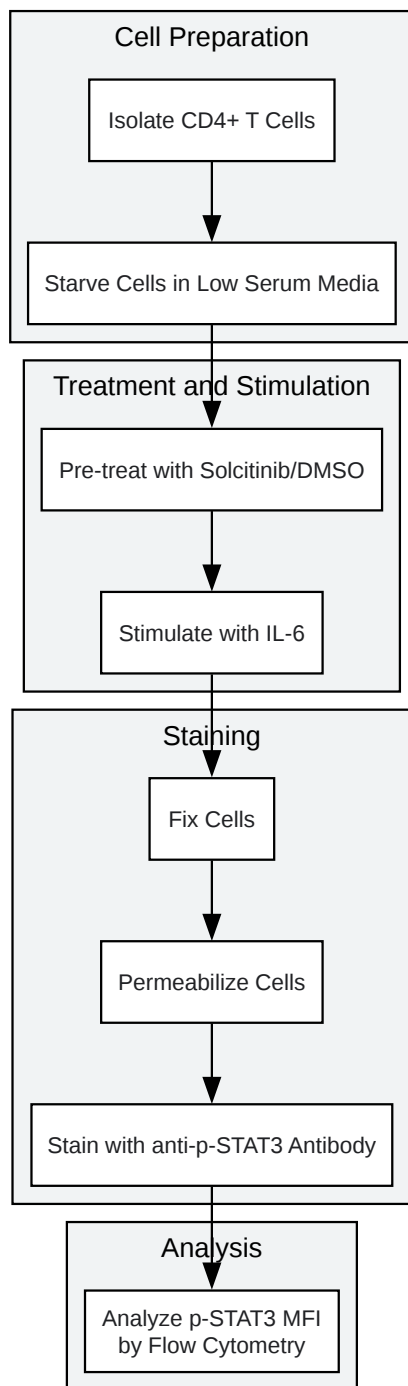 Cell Preparation
Isolate CD4+ T Cells
Starve Cells in Low Serum Media
Treatment and Stimulation
Pre-treat with Solcitinib/DMSO
Stimulate with IL-6
Staining
Fix Cells
Permeabilize Cells
Stain with anti-p-STAT3 Antibody
Analysis
Analyze p-STAT3 MFI
by Flow Cytometry